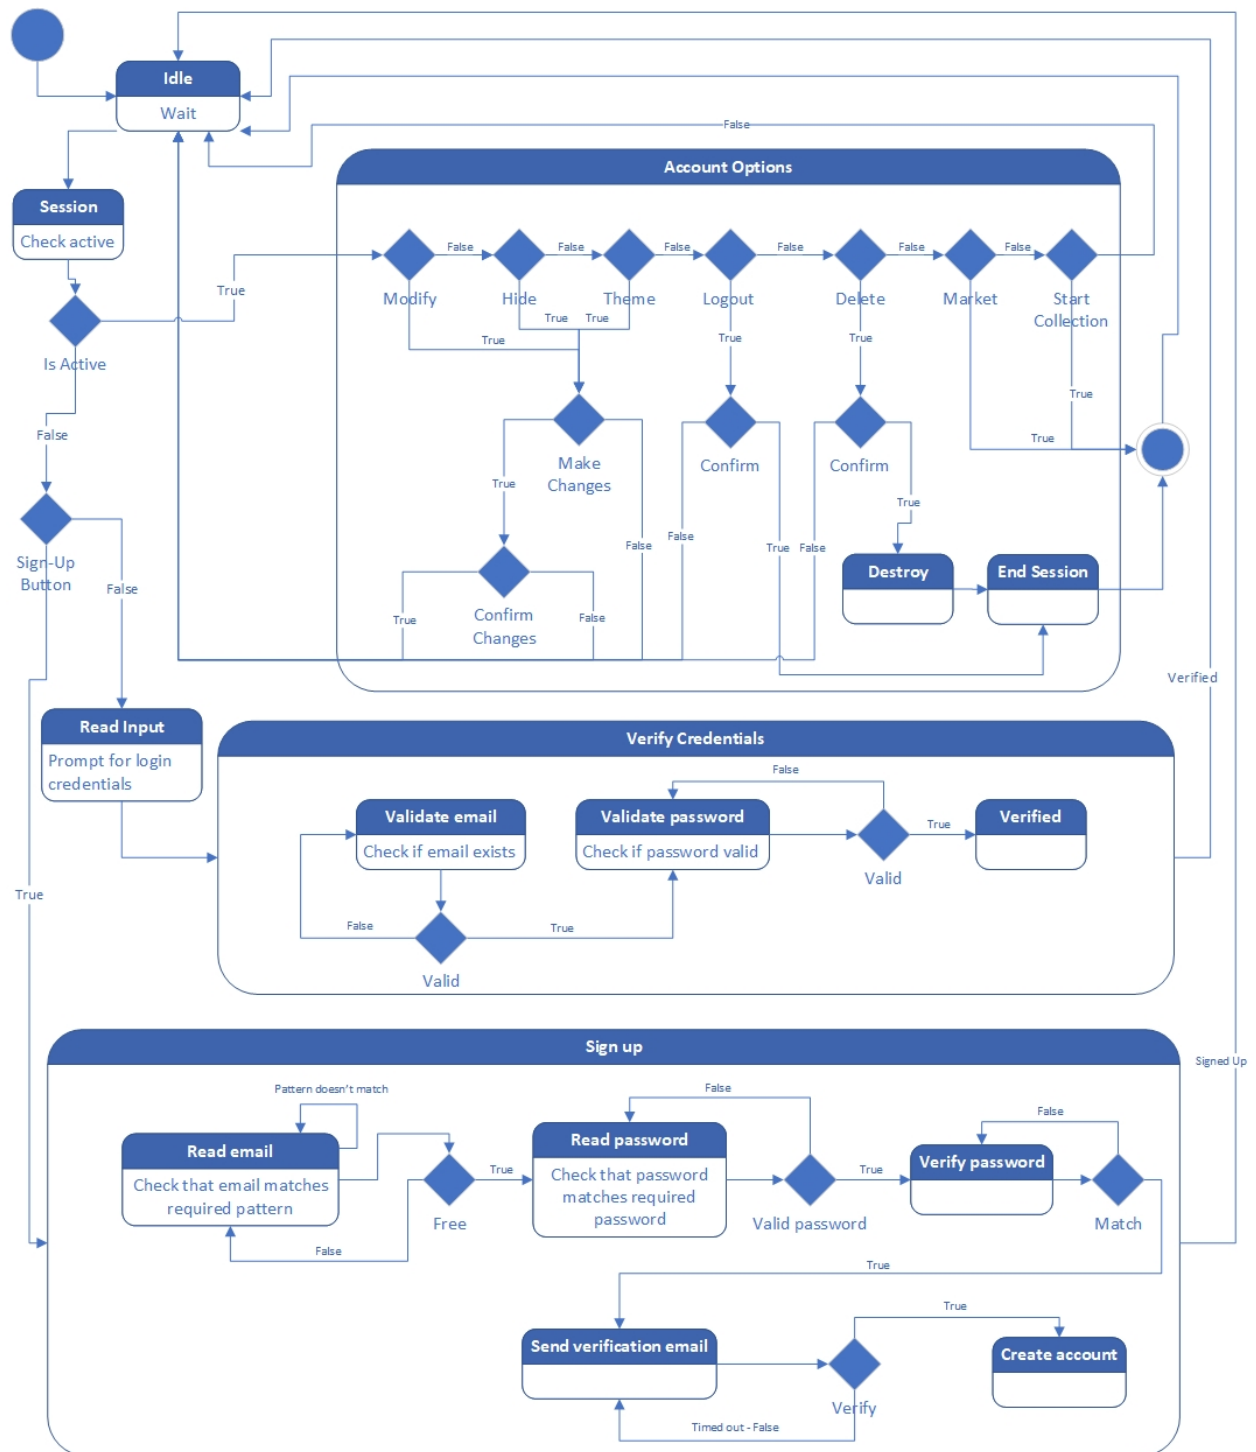 Idle
Wait
False
Account Options
Session
Check active
True
Is Active
False
False
False
False
False
False
Modify
Hide
Theme
Logout
Delete
Market
Start
Collection
True
True
True
True
True
True
True
Make
Changes
Confirm
Confirm
False
True
True
False
False
True
False
True
False
Confirm
Changes
Destroy
End Session
Sign-Up
Button
False
True
Verified
Read Input
Prompt for login
credentials
Verify Credentials
False
Validate email
Check if email exists
Validate password
Check if password valid
True
Verified
Valid
False
True
Valid
True
Sign up
Signed Up
Pattern doesn't match
False
False
Read email
Check that email matches
required pattern
True
Free
False
Read password
Check that password
matches required
password
True
Valid password
Verify password
Match
True
True
Send verification email
Create account
Verify
Timed out - False